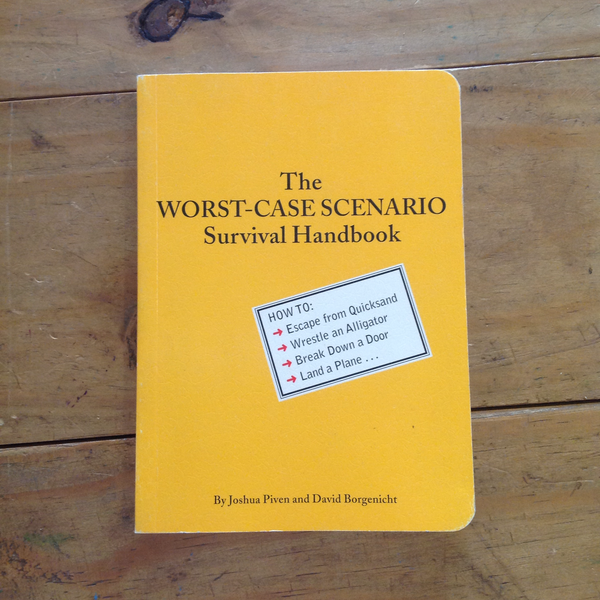 The
WORST-CASE SCENARIO
Survival Handbook
HOW TO:
➔ Escape from Quicksand
➔ Wrestle an Alligator
➔ Break Down a Door
➔ Land a Plane . . .
By Joshua Piven and David Borgenicht